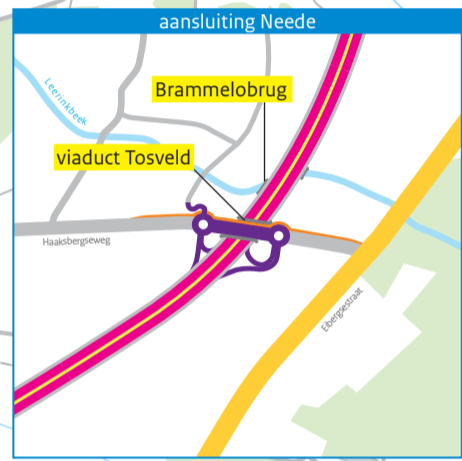 aansluiting Neede
Leerinkbeek
Brammelobrug
viaduct Tosveld
Haaksbergseweg
Eibergsestraat